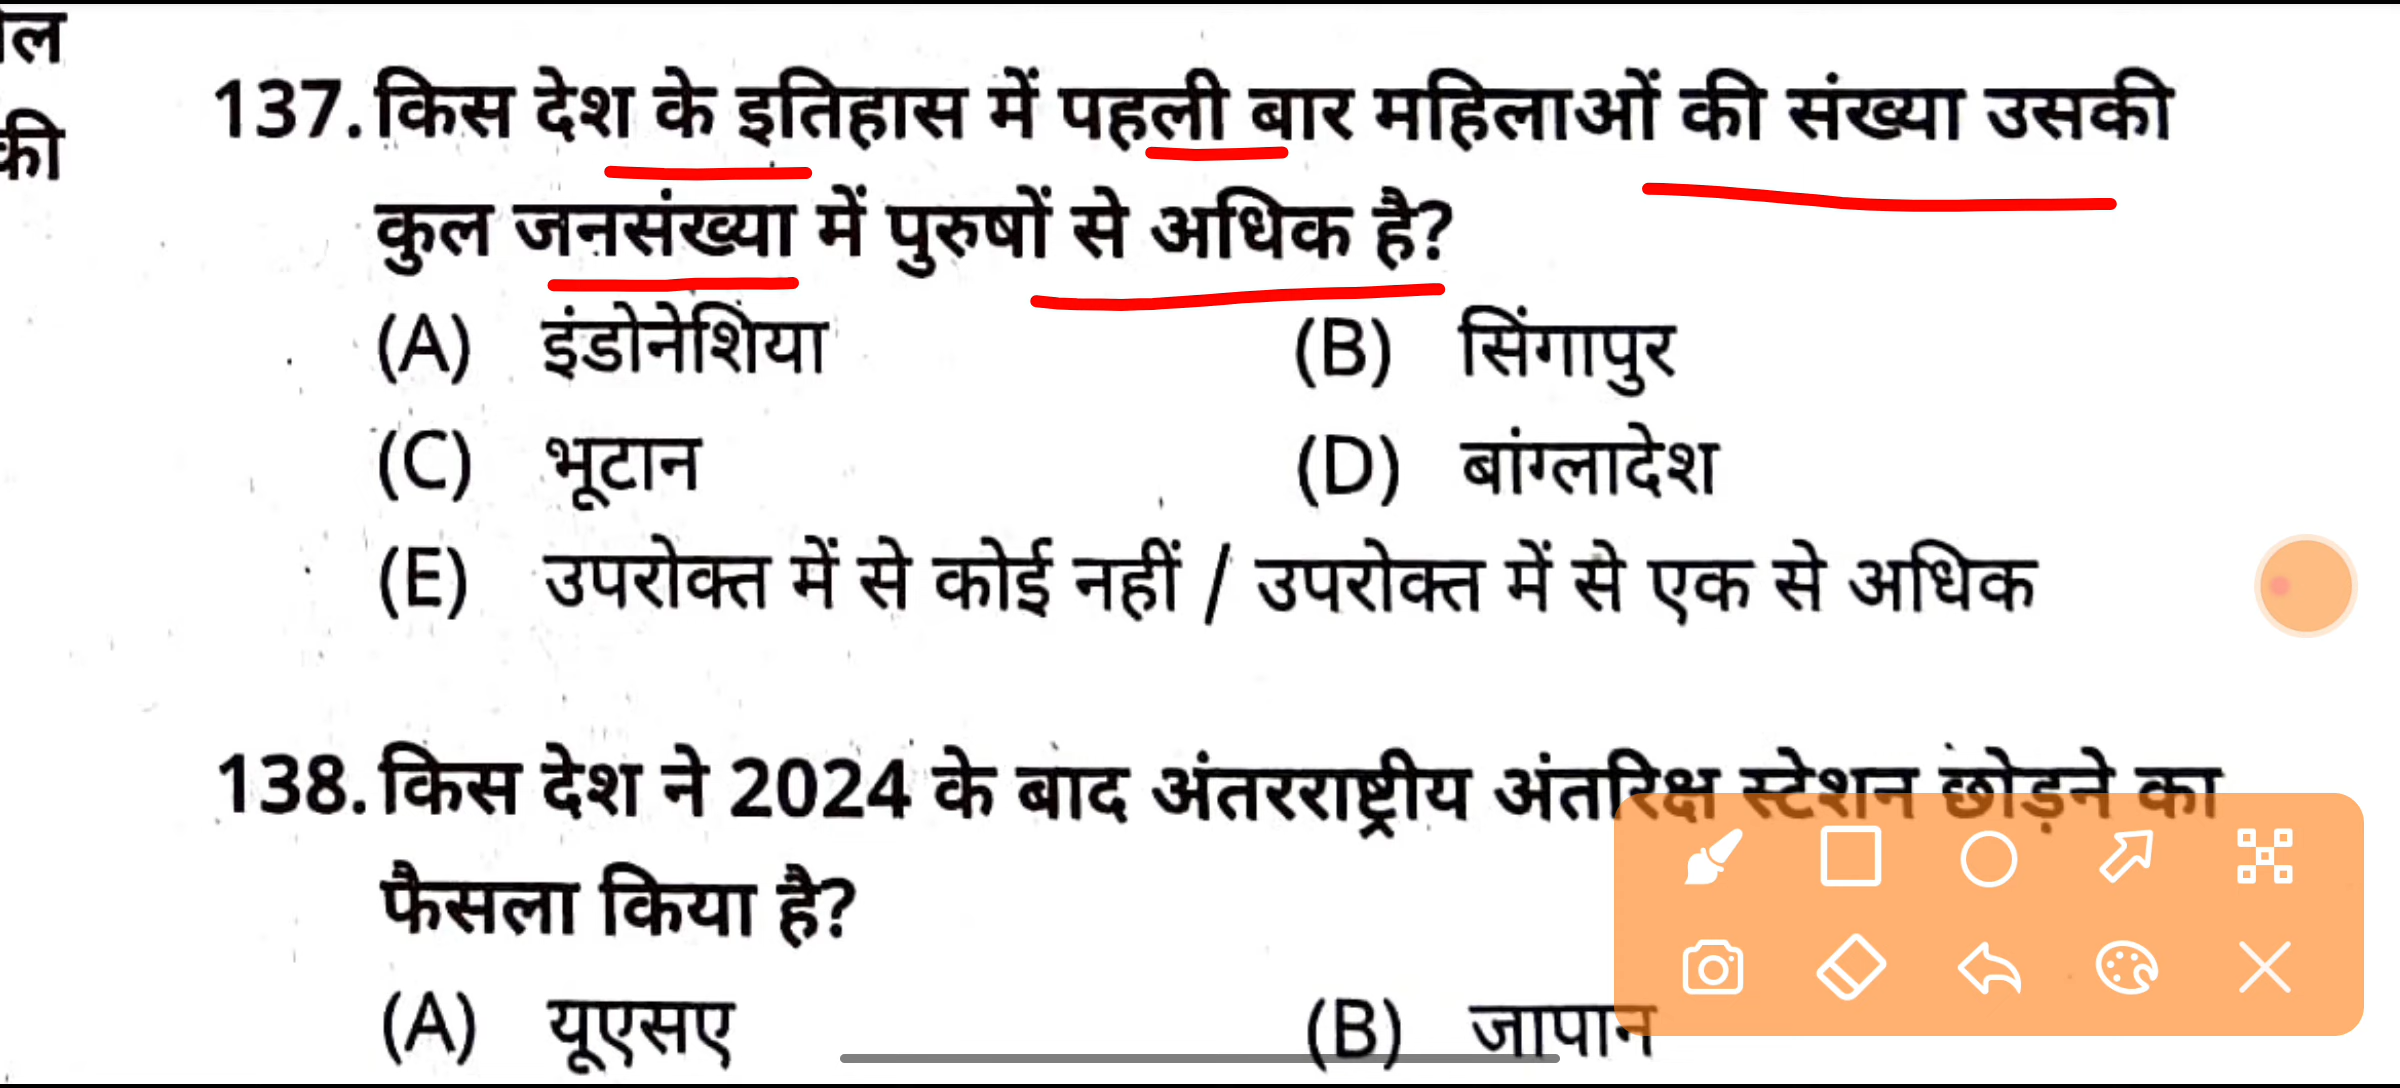 ल
की
137. किस देश के इतिहास में पहली बार महिलाओं की संख्या उसकी
कुल जनसंख्या में पुरुषों से अधिक है?
(A) इंडोनेशिया (B) सिंगापुर
(C) भूटान (D) बांग्लादेश
(E) उपरोक्त में से कोई नहीं / उपरोक्त में से एक से अधिक
138. किस देश ने 2024 के बाद अंतरराष्ट्रीय अंतरिक्ष स्टेशन छोड़ने का
फैसला किया है?
(A) यूएसए (B) जापान